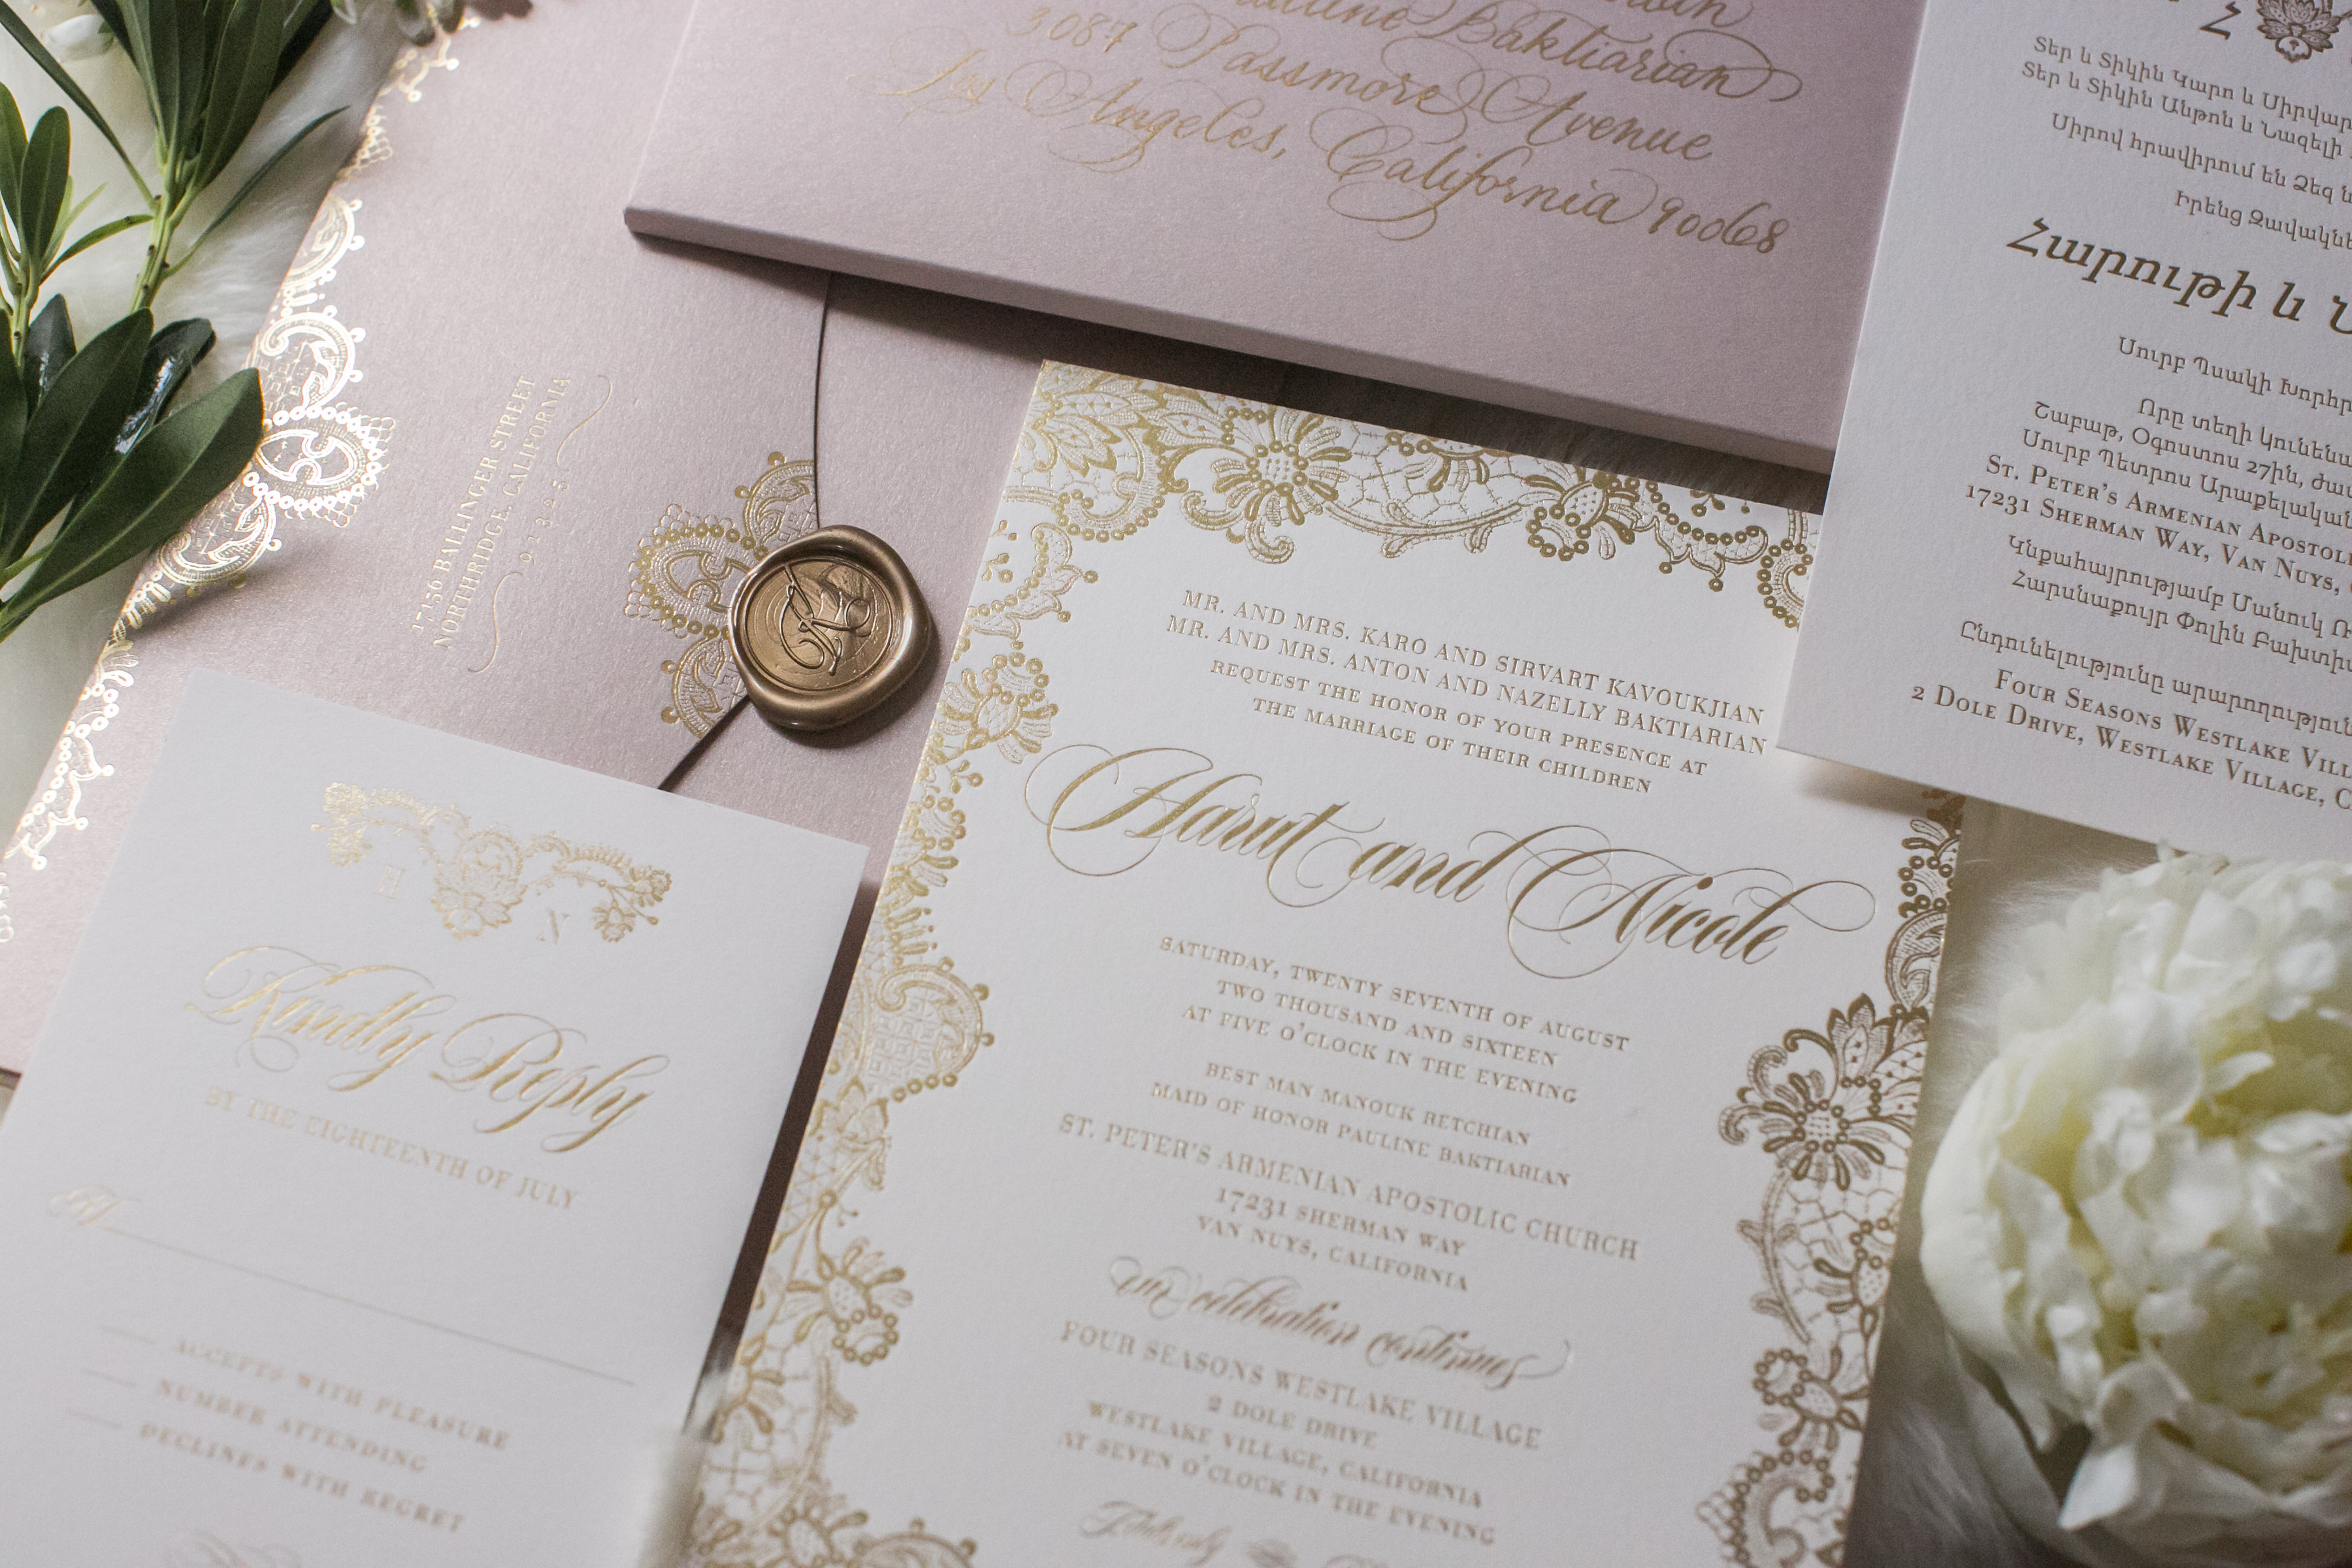 Pauline Baktiarian
3087 Passmore Avenue
Los Angeles, California 90068
17156 BALLINGER STREET
NORTHRIDGE, CALIFORNIA
91325
H N
Kindly Reply
BY THE EIGHTEENTH OF JULY
M
ACCEPTS WITH PLEASURE
NUMBER ATTENDING
DECLINES WITH REGRET
MR. AND MRS. KARO AND SIRVART KAVOUKJIAN
MR. AND MRS. ANTON AND NAZELLY BAKTIARIAN
REQUEST THE HONOR OF YOUR PRESENCE AT
THE MARRIAGE OF THEIR CHILDREN
Harut and Nicole
SATURDAY, TWENTY SEVENTH OF AUGUST
TWO THOUSAND AND SIXTEEN
AT FIVE O'CLOCK IN THE EVENING
BEST MAN MANOUK RETCHIAN
MAID OF HONOR PAULINE BAKTIARIAN
ST. PETER'S ARMENIAN APOSTOLIC CHURCH
17231 SHERMAN WAY
VAN NUYS, CALIFORNIA
celebration continues
FOUR SEASONS WESTLAKE VILLAGE
2 DOLE DRIVE
WESTLAKE VILLAGE, CALIFORNIA
AT SEVEN O'CLOCK IN THE EVENING
Հ
Տեր և Տիկին Կարո և Սիրվար
Տեր և Տիկին Անթոն և Նազելի
Սիրով հրավիրում են Ձեզ
Իրենց Զավակնե
Հարութի և Ն
Սուրբ Պսակի Խորհր
Որը տեղի կունենա
Շաբաթ, Օգոստոս 27ին, ժա
Սուրբ Պետրոս Առաքելական
ST. PETER'S ARMENIAN APOSTOL
17231 SHERMAN WAY, VAN NUYS,
Կնքահայրությամբ Մանուկ Ռ
Հարսնաքույր Փոլին Բախտի
Ընդունելությունը արարողություն
FOUR SEASONS WESTLAKE VILL
2 DOLE DRIVE, WESTLAKE VILLAGE, C